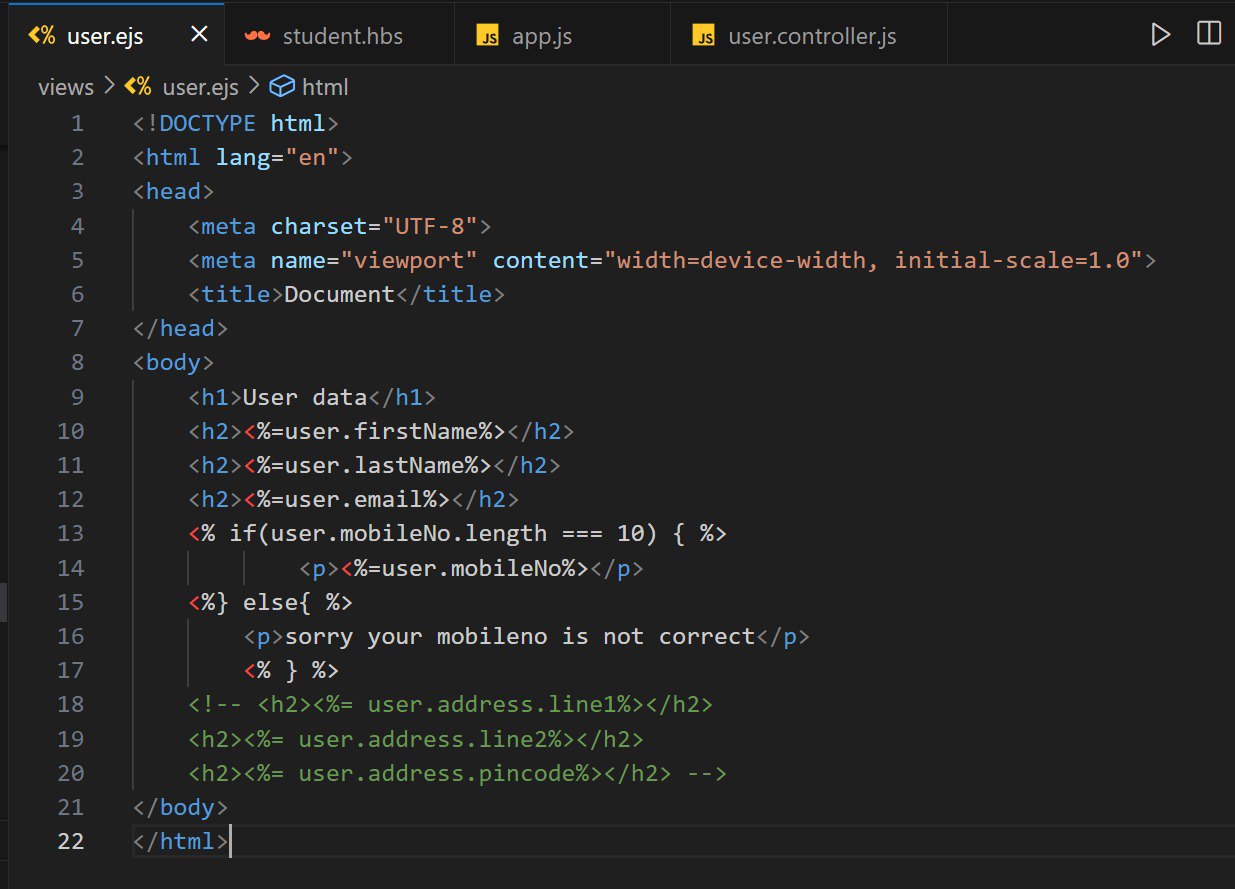 user.ejs student.hbs app.js user.controller.js
views > user.ejs > html
1 <!DOCTYPE html>
2 <html lang="en">
3 <head>
4     <meta charset="UTF-8">
5     <meta name="viewport" content="width=device-width, initial-scale=1.0">
6     <title>Document</title>
7 </head>
8 <body>
9     <h1>User data</h1>
10     <h2><%=user.firstName%></h2>
11     <h2><%=user.lastName%></h2>
12     <h2><%=user.email%></h2>
13     <% if(user.mobileNo.length === 10) { %>
14             <p><%=user.mobileNo%></p>
15     <%} else{ %>
16         <p>sorry your mobileno is not correct</p>
17         <% } %>
18     <!-- <h2><%= user.address.line1%></h2>
19     <h2><%= user.address.line2%></h2>
20     <h2><%= user.address.pincode%></h2> -->
21 </body>
22 </html>